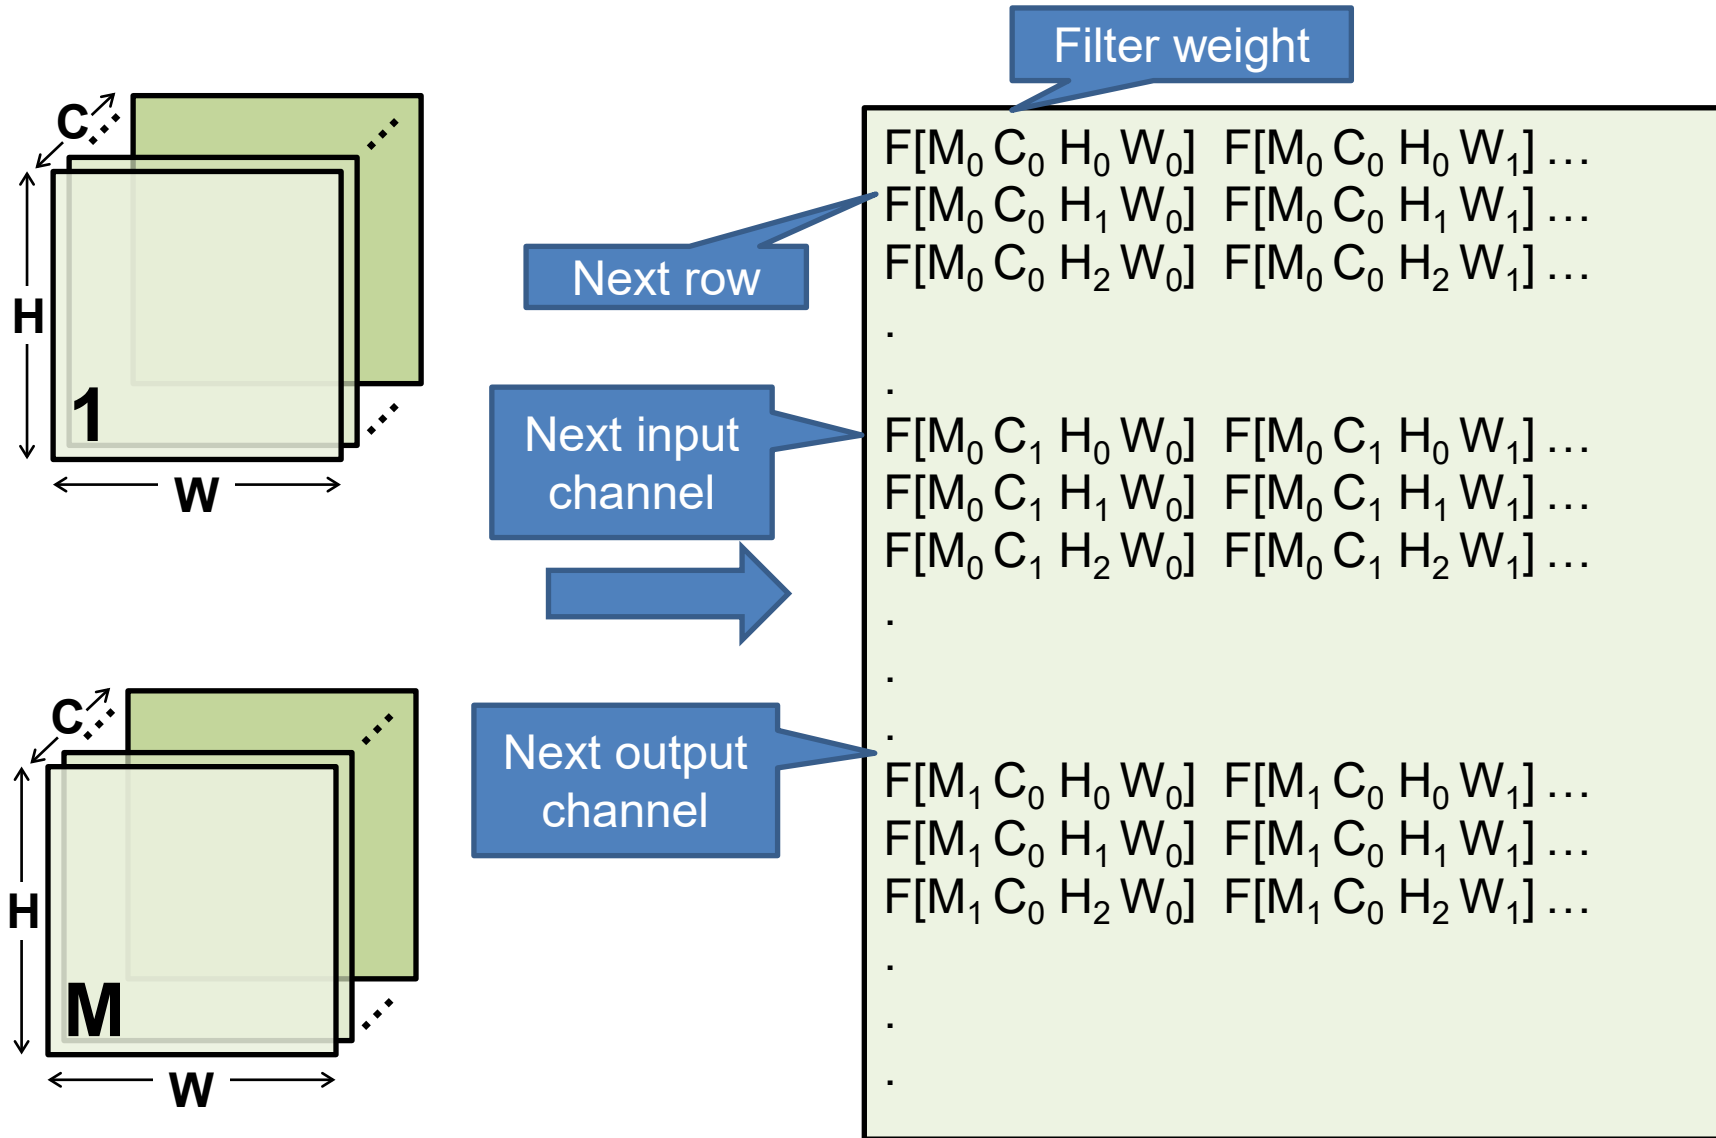 Filter weight
C
H
1
W
C
H
M
W
Next row
Next input
channel
Next output
channel
F[M₀ C₀ H₀ W₀] F[M₀ C₀ H₀ W₁] …
F[M₀ C₀ H₁ W₀] F[M₀ C₀ H₁ W₁] …
F[M₀ C₀ H₂ W₀] F[M₀ C₀ H₂ W₁] …
.
.
F[M₀ C₁ H₀ W₀] F[M₀ C₁ H₀ W₁] …
F[M₀ C₁ H₁ W₀] F[M₀ C₁ H₁ W₁] …
F[M₀ C₁ H₂ W₀] F[M₀ C₁ H₂ W₁] …
.
.
.
F[M₁ C₀ H₀ W₀] F[M₁ C₀ H₀ W₁] …
F[M₁ C₀ H₁ W₀] F[M₁ C₀ H₁ W₁] …
F[M₁ C₀ H₂ W₀] F[M₁ C₀ H₂ W₁] …
.
.
.